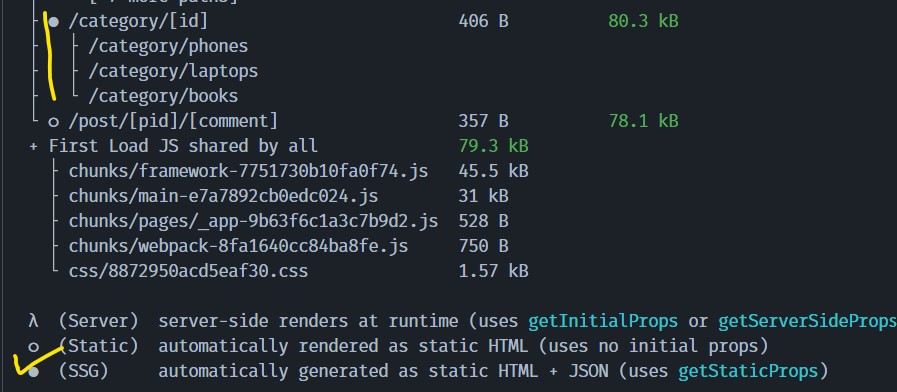 ● /category/[id] 406 B 80.3 kB
├ /category/phones
├ /category/laptops
└ /category/books
└ ○ /post/[pid]/[comment] 357 B 78.1 kB
+ First Load JS shared by all 79.3 kB
├ chunks/framework-7751730b10fa0f74.js 45.5 kB
├ chunks/main-e7a7892cb0edc024.js 31 kB
├ chunks/pages/_app-9b63f6c1a3c7b9d2.js 528 B
├ chunks/webpack-8fa1640cc84ba8fe.js 750 B
└ css/8872950acd5eaf30.css 1.57 kB
λ (Server) server-side renders at runtime (uses getInitialProps or getServerSideProps
○ (Static) automatically rendered as static HTML (uses no initial props)
● (SSG) automatically generated as static HTML + JSON (uses getStaticProps)